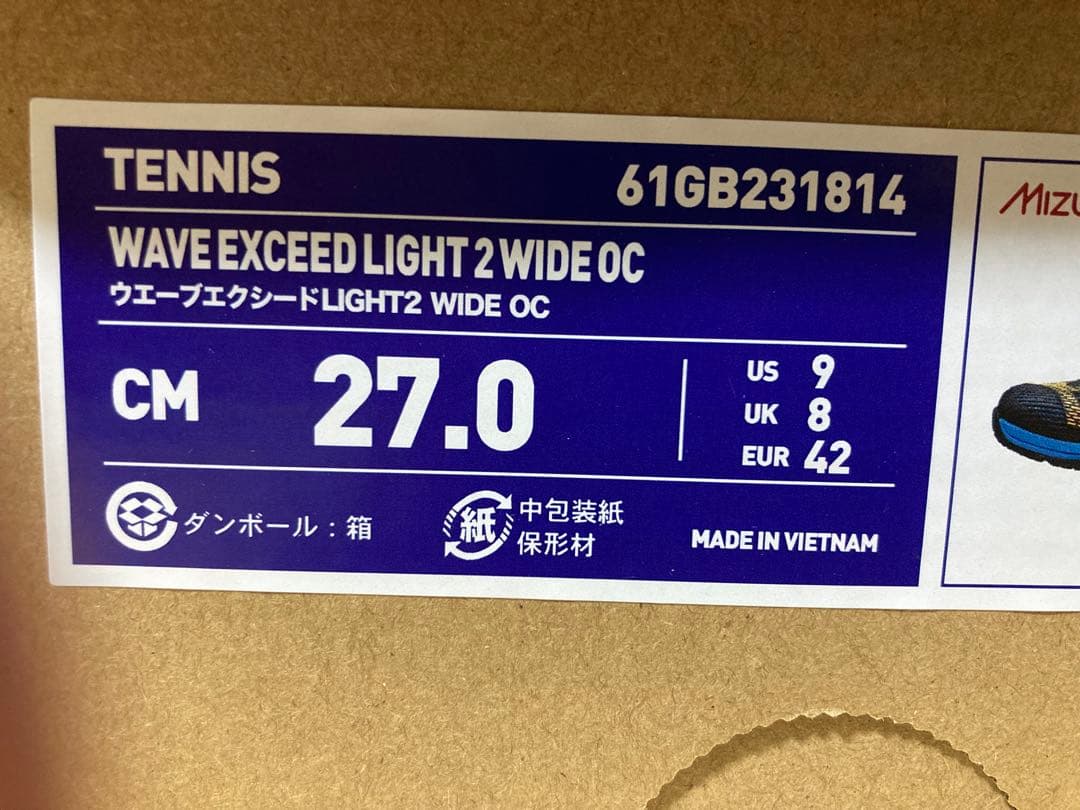 TENNIS
61GB231814
WAVE EXCEED LIGHT 2 WIDE OC
ウエーブエクシードLIGHT2 WIDE OC
CM 27.0
US 9
UK 8
EUR 42
ダンボール：箱
紙
中包装紙
保形材
MADE IN VIETNAM
MIZU